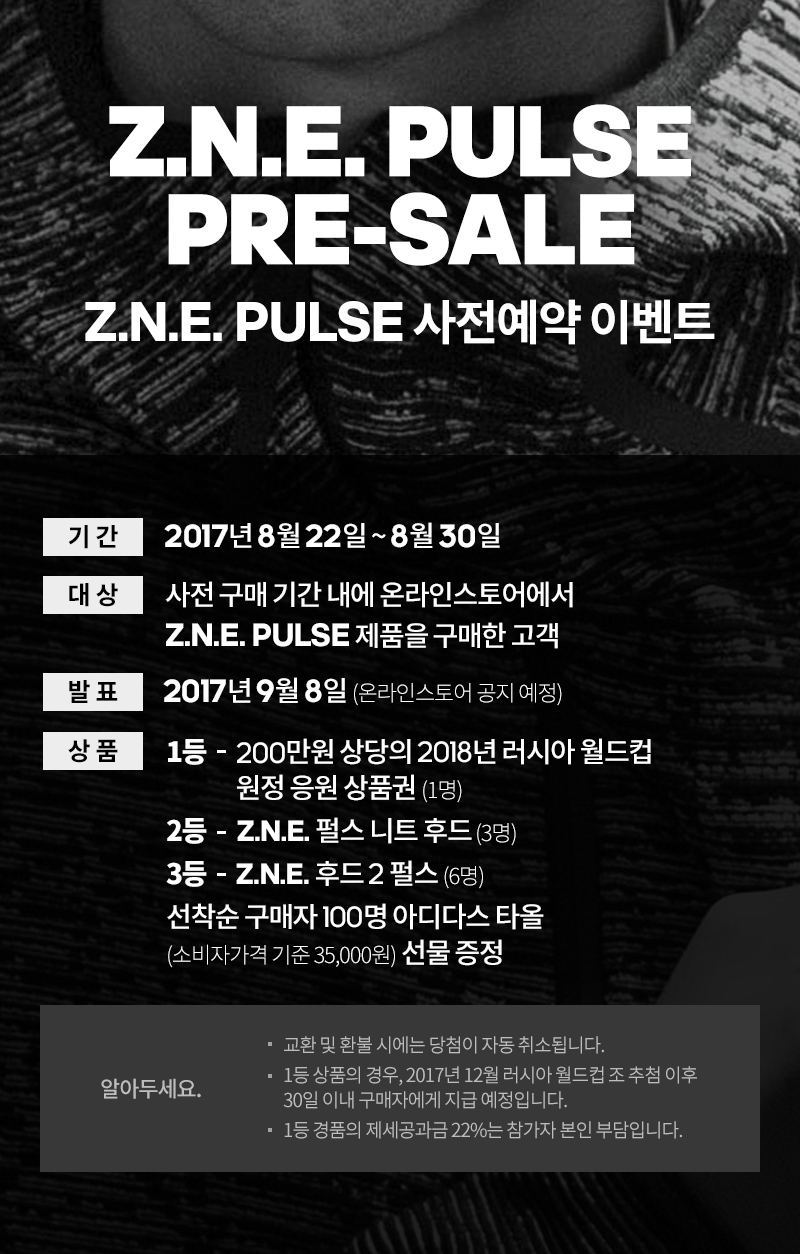 Z.N.E. PULSE
PRE-SALE
Z.N.E. PULSE 사전예약 이벤트
기 간
2017년 8월 22일 ~ 8월 30일
대 상
사전 구매 기간 내에 온라인스토어에서
Z.N.E. PULSE 제품을 구매한 고객
발 표
2017년 9월 8일 (온라인스토어 공지 예정)
상 품
1등 - 200만원 상당의 2018년 러시아 월드컵
원정 응원 상품권 (1명)
2등 - Z.N.E. 펄스 니트 후드 (3명)
3등 - Z.N.E. 후드 2 펄스 (6명)
선착순 구매자 100명 아디다스 타올
(소비자가격 기준 35,000원) 선물 증정
알아두세요.
▪ 교환 및 환불 시에는 당첨이 자동 취소됩니다.
▪ 1등 상품의 경우, 2017년 12월 러시아 월드컵 조 추첨 이후
30일 이내 구매자에게 지급 예정입니다.
▪ 1등 경품의 제세공과금 22%는 참가자 본인 부담입니다.